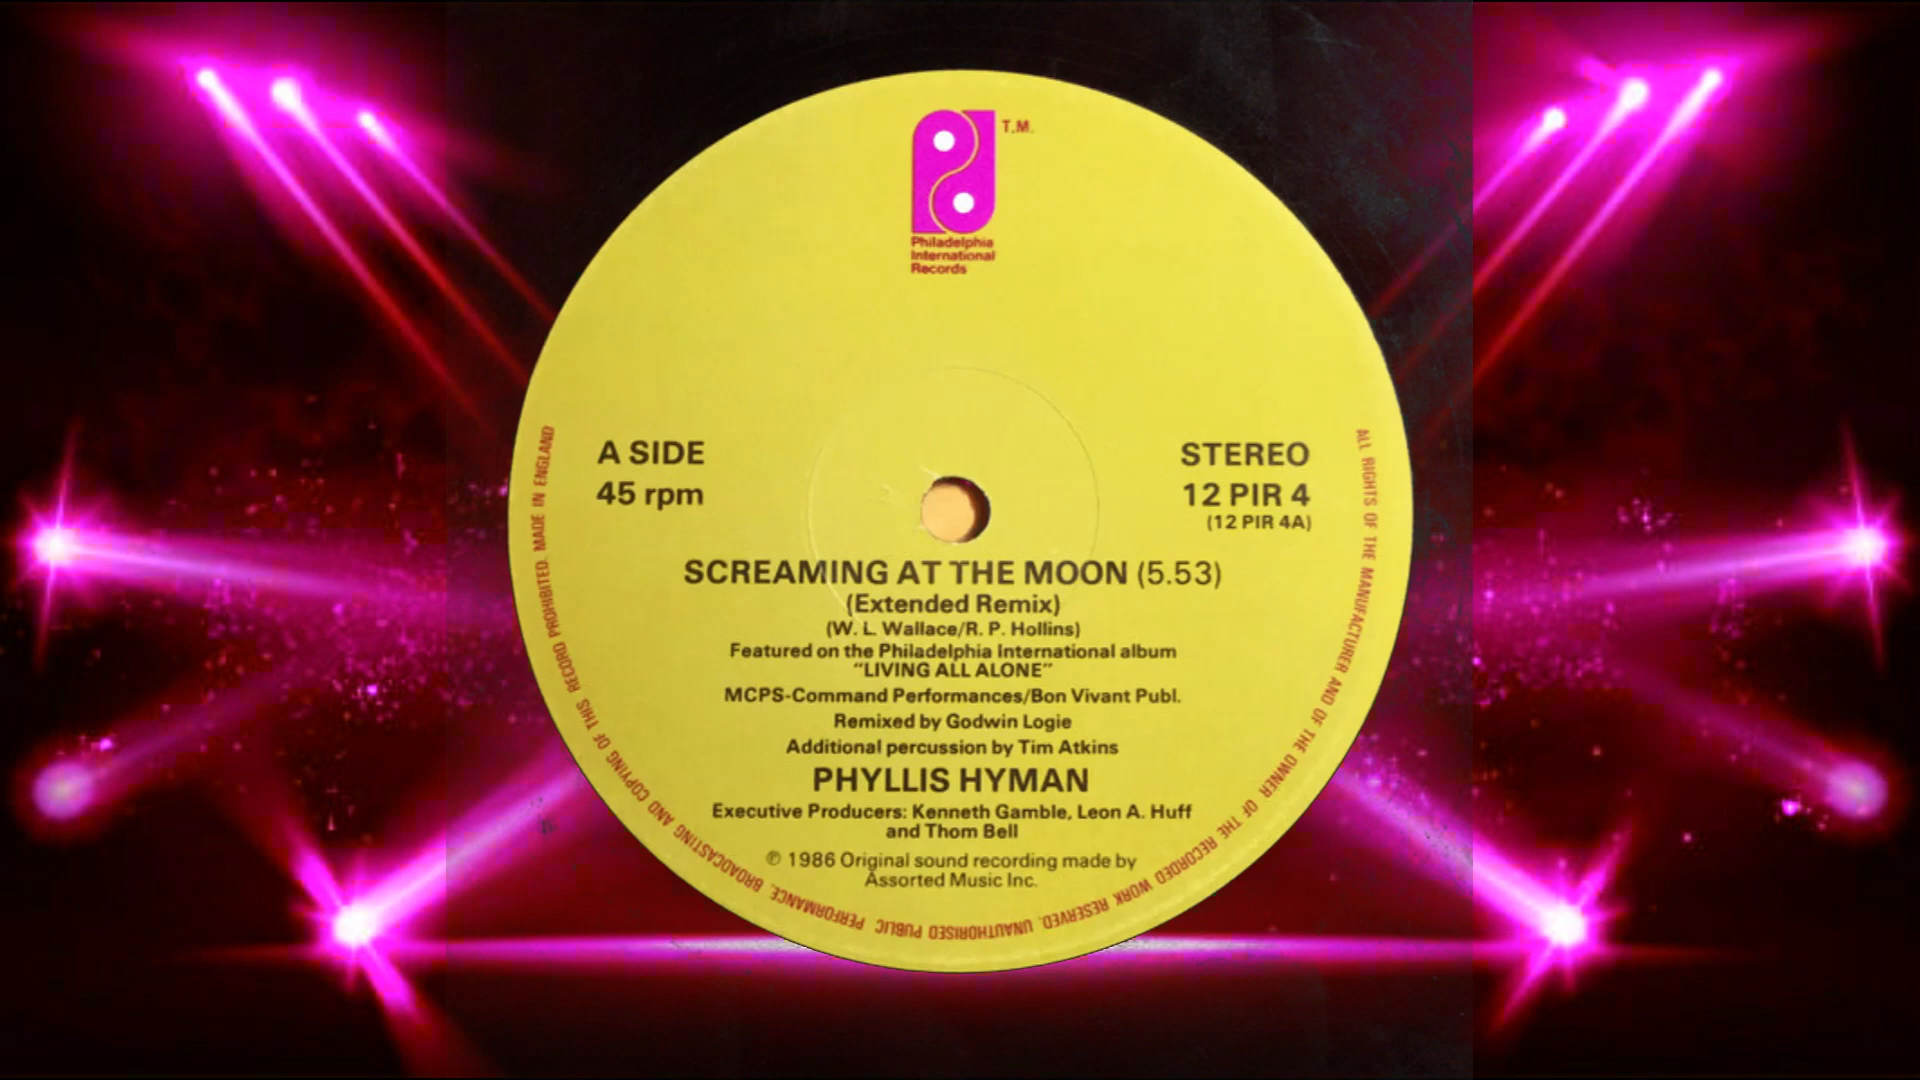 T.M.
Philadelphia
International
Records
A SIDE
45 rpm
STEREO
12 PIR 4
(12 PIR 4A)
SCREAMING AT THE MOON (5.53)
(Extended Remix)
(W. L. Wallace/R. P. Hollins)
Featured on the Philadelphia International album
“LIVING ALL ALONE”
MCPS-Command Performances/Bon Vivant Publ.
Remixed by Godwin Logie
Additional percussion by Tim Atkins
PHYLLIS HYMAN
Executive Producers: Kenneth Gamble, Leon A. Huff
and Thom Bell
℗ 1986 Original sound recording made by
Assorted Music Inc.
ALL RIGHTS OF THE MANUFACTURER AND OF THE OWNER OF THE RECORDED WORK RESERVED. UNAUTHORISED PUBLIC PERFORMANCE, BROADCASTING AND COPYING OF THIS RECORD PROHIBITED. MADE IN ENGLAND